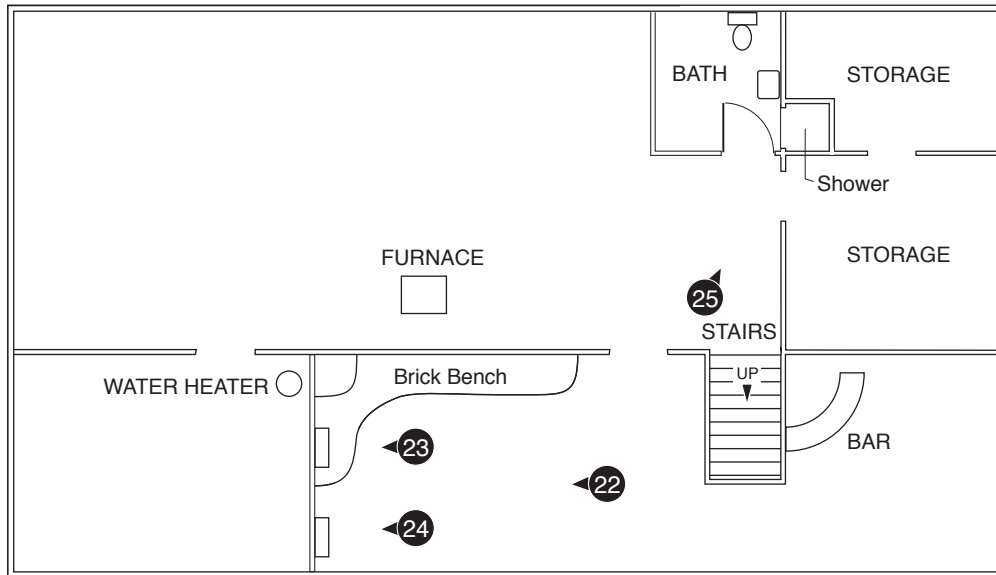 BATH
STORAGE
Shower
FURNACE
STORAGE
25
STAIRS
UP
WATER HEATER
Brick Bench
23
BAR
22
24